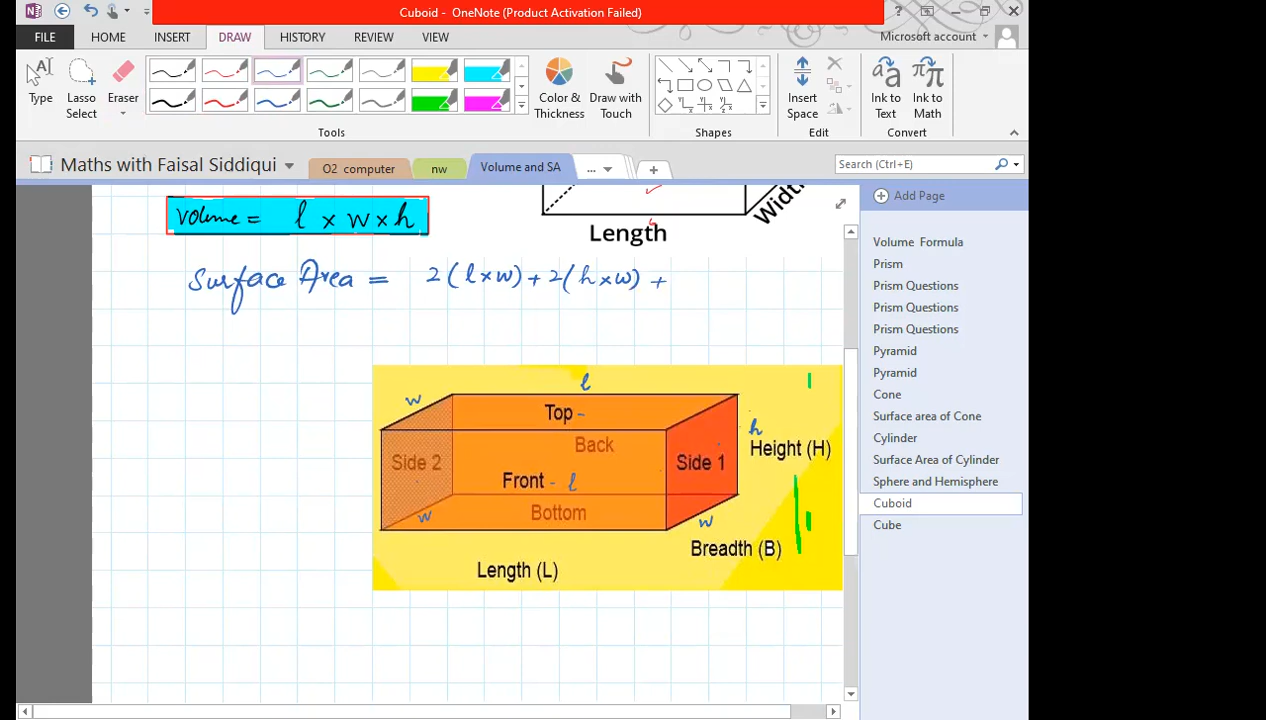 Cuboid - OneNote (Product Activation Failed)
FILE HOME INSERT DRAW HISTORY REVIEW VIEW Microsoft account
Type
Lasso Select
Eraser
Color & Thickness
Draw with Touch
Insert Space
Ink to Text
Ink to Math
Tools Shapes Edit Convert
Maths with Faisal Siddiqui O2 computer nw Volume and SA ... Search (Ctrl+E)
Add Page
Volume Formula
Prism
Prism Questions
Prism Questions
Prism Questions
Pyramid
Pyramid
Cone
Surface area of Cone
Cylinder
Surface Area of Cylinder
Sphere and Hemisphere
Cuboid
Cube
Volume = l × w × h
Length
Width
Surface Area = 2(l×w) + 2(h×w) +
l
w
Top -
h
Back
Height (H)
Side 2
Side 1
Front - l
Bottom
w
w
Breadth (B)
Length (L)